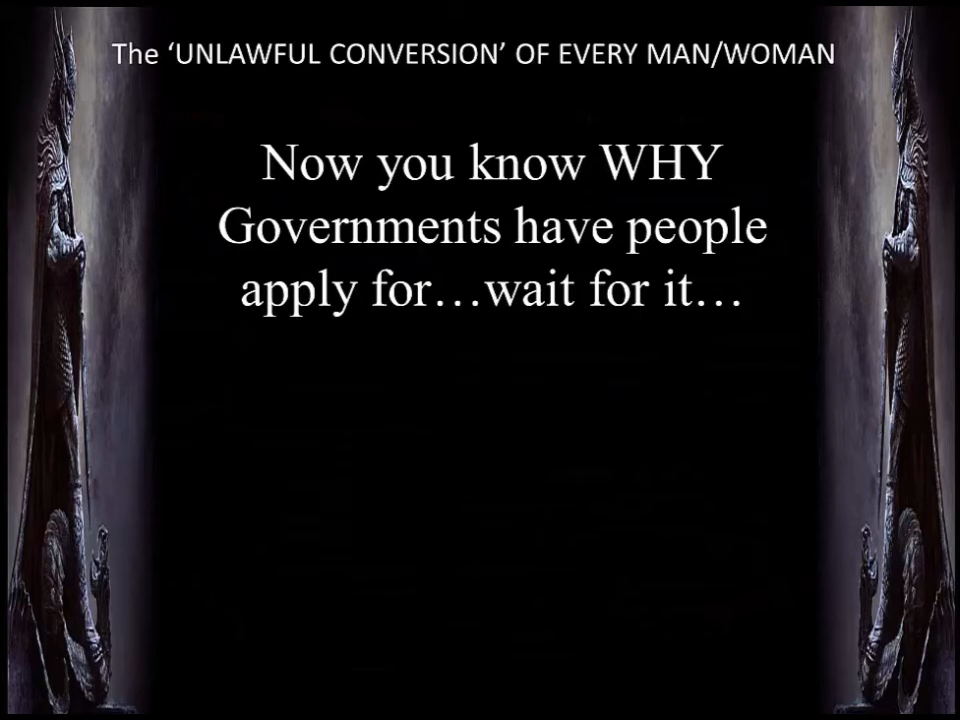 The ‘UNLAWFUL CONVERSION’ OF EVERY MAN/WOMAN
Now you know WHY
Governments have people
apply for…wait for it…